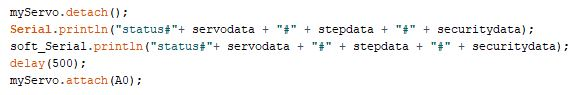 myServo.detach();
Serial.println("status#"+ servodata + "#" + stepdata + "#" + securitydata);
soft_Serial.println("status#"+ servodata + "#" + stepdata + "#" + securitydata);
delay(500);
myServo.attach(A0);